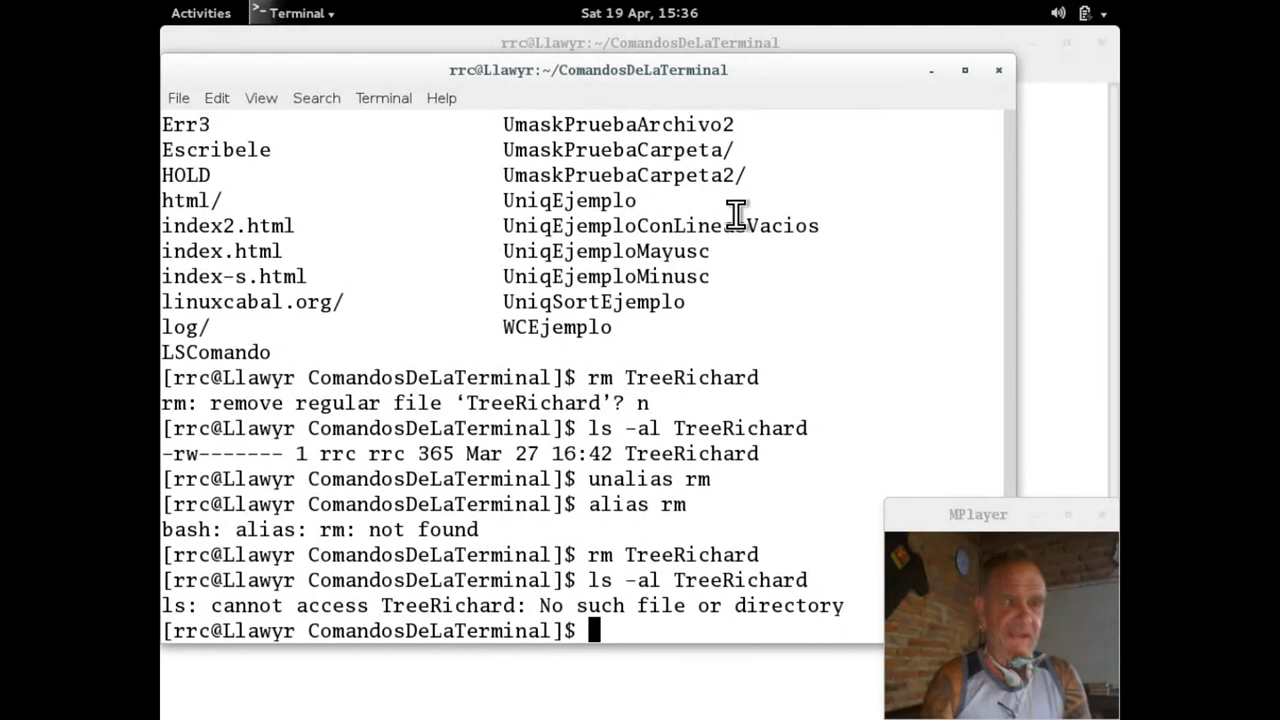 Activities Terminal Sat 19 Apr, 15:36
rrc@Llawyr:~/ComandosDeLaTerminal
rrc@Llawyr:~/ComandosDeLaTerminal
File Edit View Search Terminal Help
Err3 UmaskPruebaArchivo2
Escribele UmaskPruebaCarpeta/
HOLD UmaskPruebaCarpeta2/
html/ UniqEjemplo
index2.html UniqEjemploConLineasVacios
index.html UniqEjemploMayusc
index-s.html UniqEjemploMinusc
linuxcabal.org/ UniqSortEjemplo
log/ WCEjemplo
LSComando
[rrc@Llawyr ComandosDeLaTerminal]$ rm TreeRichard
rm: remove regular file ‘TreeRichard’? n
[rrc@Llawyr ComandosDeLaTerminal]$ ls -al TreeRichard
-rw------- 1 rrc rrc 365 Mar 27 16:42 TreeRichard
[rrc@Llawyr ComandosDeLaTerminal]$ unalias rm
[rrc@Llawyr ComandosDeLaTerminal]$ alias rm
bash: alias: rm: not found
[rrc@Llawyr ComandosDeLaTerminal]$ rm TreeRichard
[rrc@Llawyr ComandosDeLaTerminal]$ ls -al TreeRichard
ls: cannot access TreeRichard: No such file or directory
[rrc@Llawyr ComandosDeLaTerminal]$
MPlayer